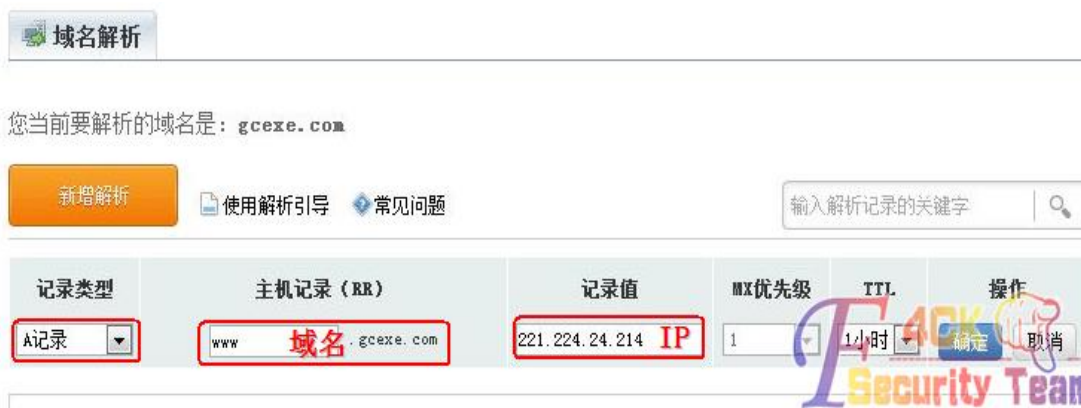 域名解析
您当前要解析的域名是: gcexe.com
新增解析 使用解析引导 常见问题 输入解析记录的关键字
记录类型 主机记录 (RR) 记录值 MX优先级 TTL 操作
A记录 www 域名 .gcexe.com 221.224.24.214 IP 1 1小时 确定 取消
F4CK
Security Team